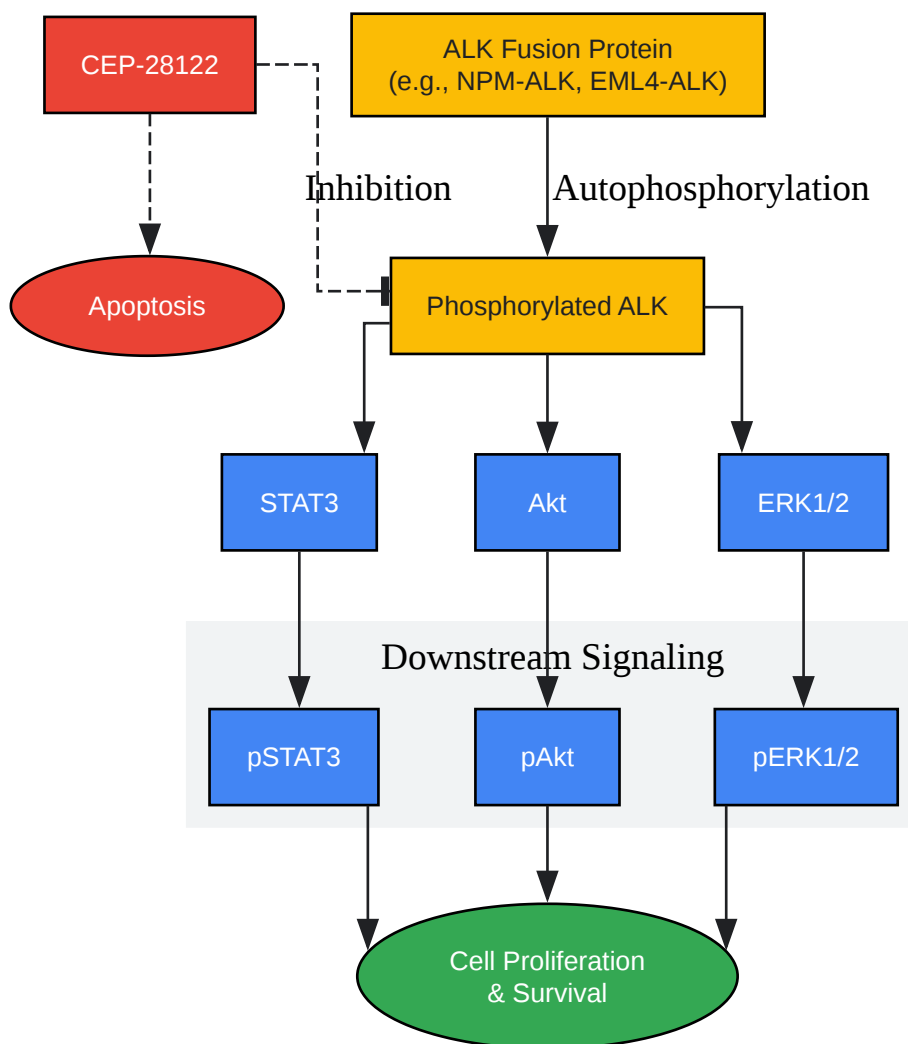 CEP-28122
ALK Fusion Protein
(e.g., NPM-ALK, EML4-ALK)
Inhibition
Autophosphorylation
Apoptosis
Phosphorylated ALK
STAT3
Akt
ERK1/2
Downstream Signaling
pSTAT3
pAkt
pERK1/2
Cell Proliferation
& Survival